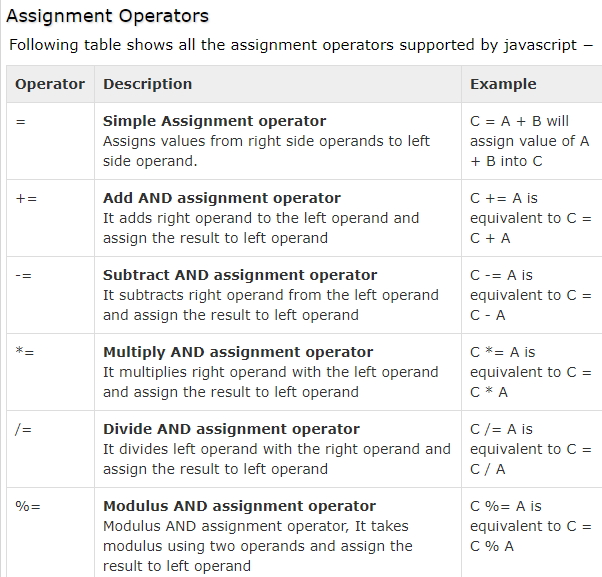 Assignment Operators
Following table shows all the assignment operators supported by javascript −
Operator Description Example
= Simple Assignment operator C = A + B will
Assigns values from right side operands to left assign value of A
side operand. + B into C
+= Add AND assignment operator C += A is
It adds right operand to the left operand and equivalent to C =
assign the result to left operand C + A
-= Subtract AND assignment operator C -= A is
It subtracts right operand from the left operand equivalent to C =
and assign the result to left operand C - A
*= Multiply AND assignment operator C *= A is
It multiplies right operand with the left operand equivalent to C =
and assign the result to left operand C * A
/= Divide AND assignment operator C /= A is
It divides left operand with the right operand and equivalent to C =
assign the result to left operand C / A
%= Modulus AND assignment operator C %= A is
Modulus AND assignment operator, It takes equivalent to C =
modulus using two operands and assign the C % A
result to left operand